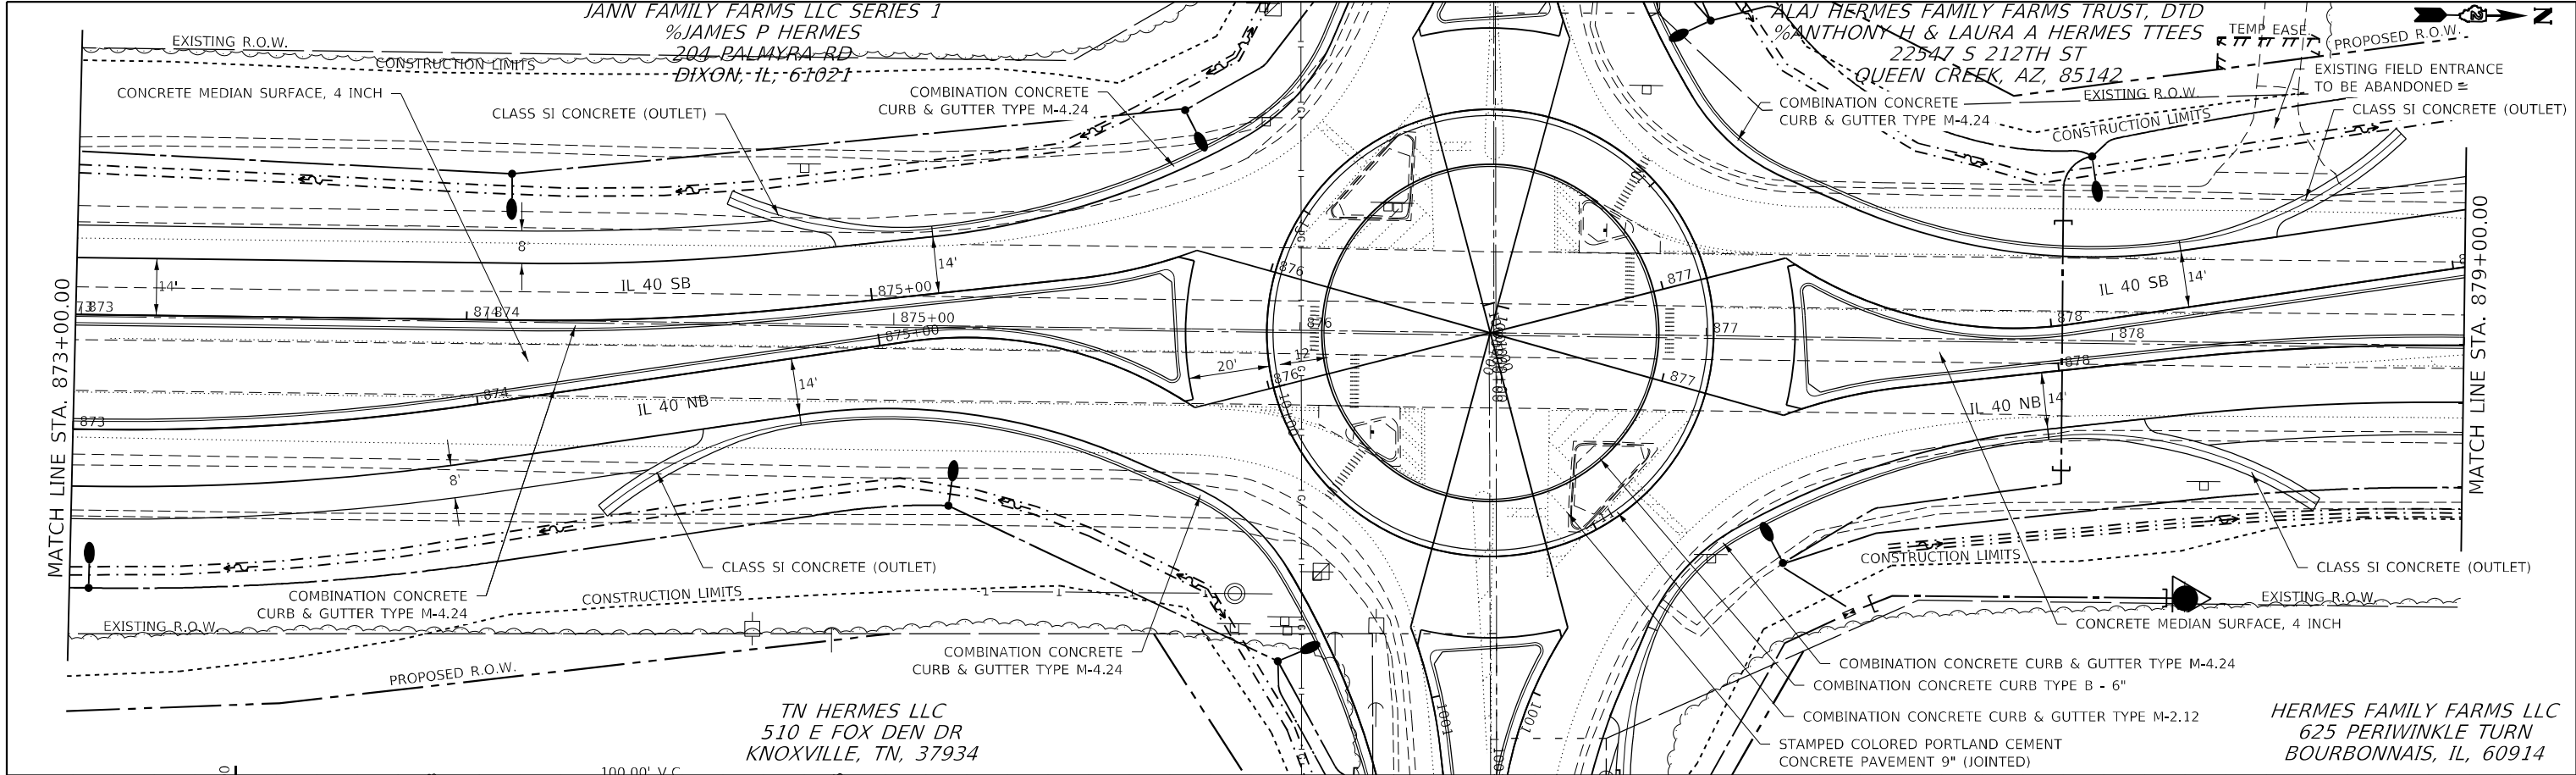 JANN FAMILY FARMS LLC SERIES 1
%JAMES P HERMES
204 PALMYRA RD
DIXON, IL, 61021
ALAJ HERMES FAMILY FARMS TRUST, DTD
%ANTHONY H & LAURA A HERMES TTEES
22547 S 212TH ST
QUEEN CREEK, AZ, 85142
N
EXISTING R.O.W.
CONSTRUCTION LIMITS
CONCRETE MEDIAN SURFACE, 4 INCH
CLASS SI CONCRETE (OUTLET)
COMBINATION CONCRETE
CURB & GUTTER TYPE M-4.24
COMBINATION CONCRETE
CURB & GUTTER TYPE M-4.24
TEMP EASE.
PROPOSED R.O.W.
EXISTING FIELD ENTRANCE
TO BE ABANDONED
EXISTING R.O.W.
CLASS SI CONCRETE (OUTLET)
CONSTRUCTION LIMITS
8'
14'
14'
IL 40 SB
873
874
874
875+00
875+00
875+00
876
876
876
877
877
877
IL 40 SB
14'
878
878
878
MATCH LINE STA. 873+00.00
MATCH LINE STA. 879+00.00
873
874
IL 40 NB
14'
20'
12'
10+00
IL 40 NB
14'
8'
CLASS SI CONCRETE (OUTLET)
CONSTRUCTION LIMITS
COMBINATION CONCRETE
CURB & GUTTER TYPE M-4.24
EXISTING R.O.W.
PROPOSED R.O.W.
COMBINATION CONCRETE
CURB & GUTTER TYPE M-4.24
CONSTRUCTION LIMITS
CLASS SI CONCRETE (OUTLET)
EXISTING R.O.W.
CONCRETE MEDIAN SURFACE, 4 INCH
COMBINATION CONCRETE CURB & GUTTER TYPE M-4.24
COMBINATION CONCRETE CURB TYPE B - 6"
COMBINATION CONCRETE CURB & GUTTER TYPE M-2.12
STAMPED COLORED PORTLAND CEMENT
CONCRETE PAVEMENT 9" (JOINTED)
1001
1001
TN HERMES LLC
510 E FOX DEN DR
KNOXVILLE, TN, 37934
HERMES FAMILY FARMS LLC
625 PERIWINKLE TURN
BOURBONNAIS, IL, 60914
100.00' V.C.